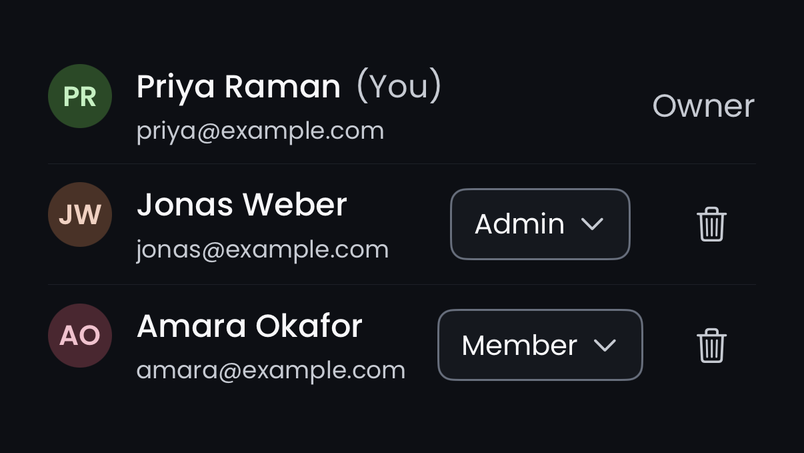 PR
Priya Raman (You)
priya@example.com
Owner
JW
Jonas Weber
jonas@example.com
Admin
AO
Amara Okafor
amara@example.com
Member